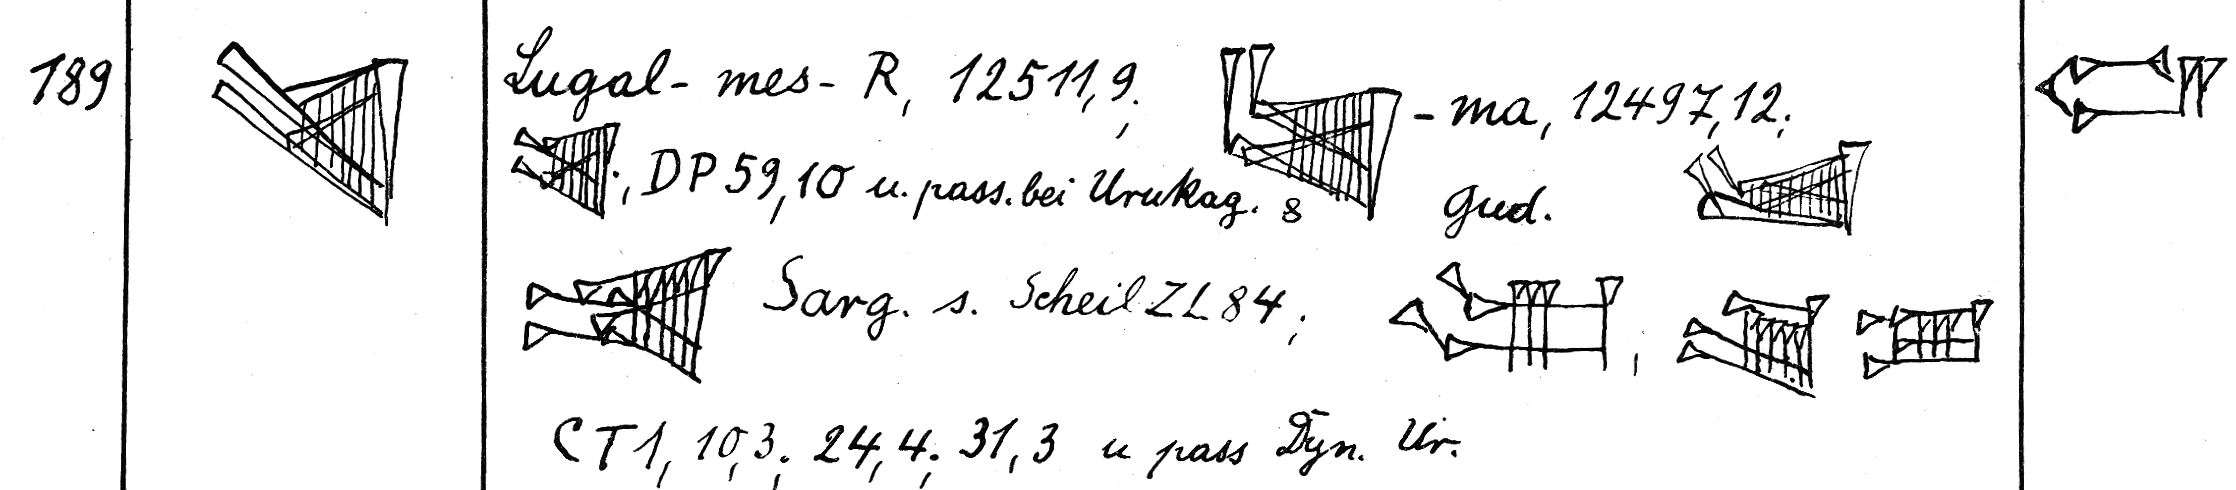 189 Lugal- mes- R, 12511,9; -ma, 12497,12;
; DP 59,10 u. pass. bei Urukag. 8 Gud.
Sarg. s. Scheil ZL 84; ,
CT 1, 10,3; 24,4; 31,3 u pass Dyn. Ur.